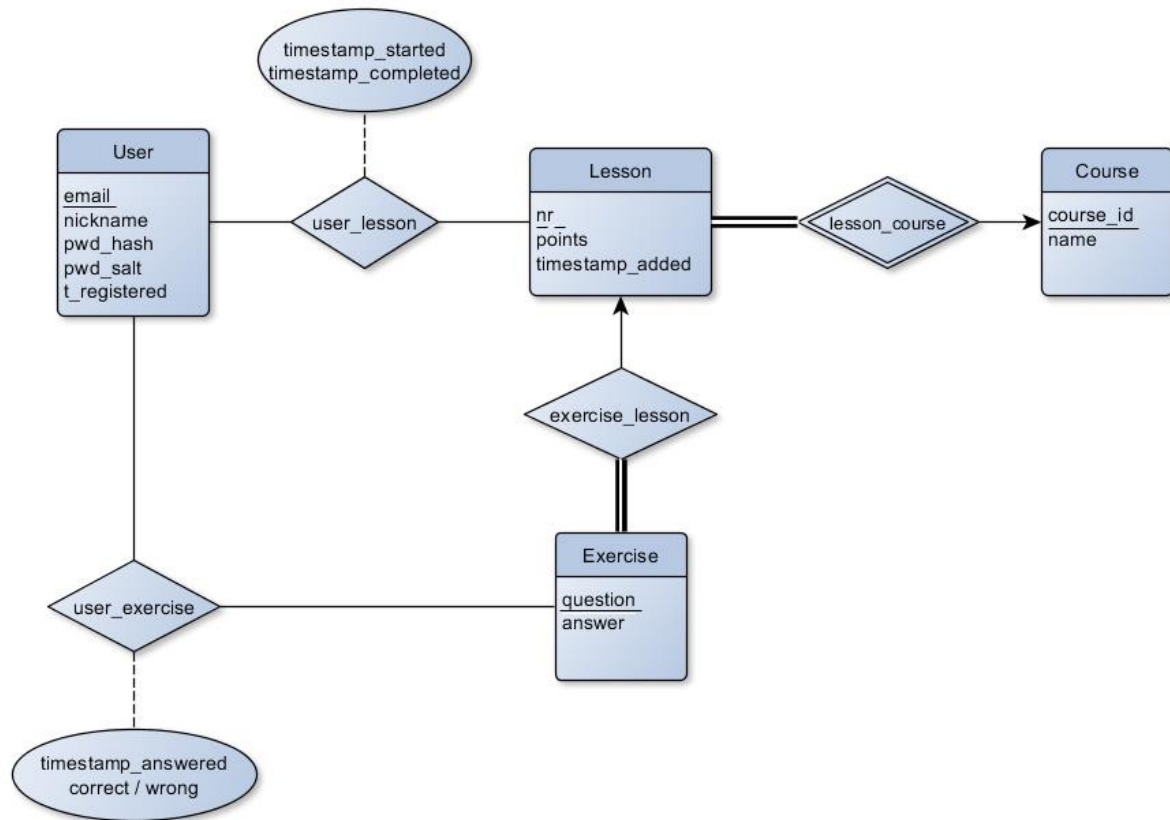 timestamp_started
timestamp_completed
User
email
nickname
pwd_hash
pwd_salt
t_registered
user_lesson
Lesson
nr
points
timestamp_added
lesson_course
Course
course_id
name
exercise_lesson
Exercise
question
answer
user_exercise
timestamp_answered
correct / wrong